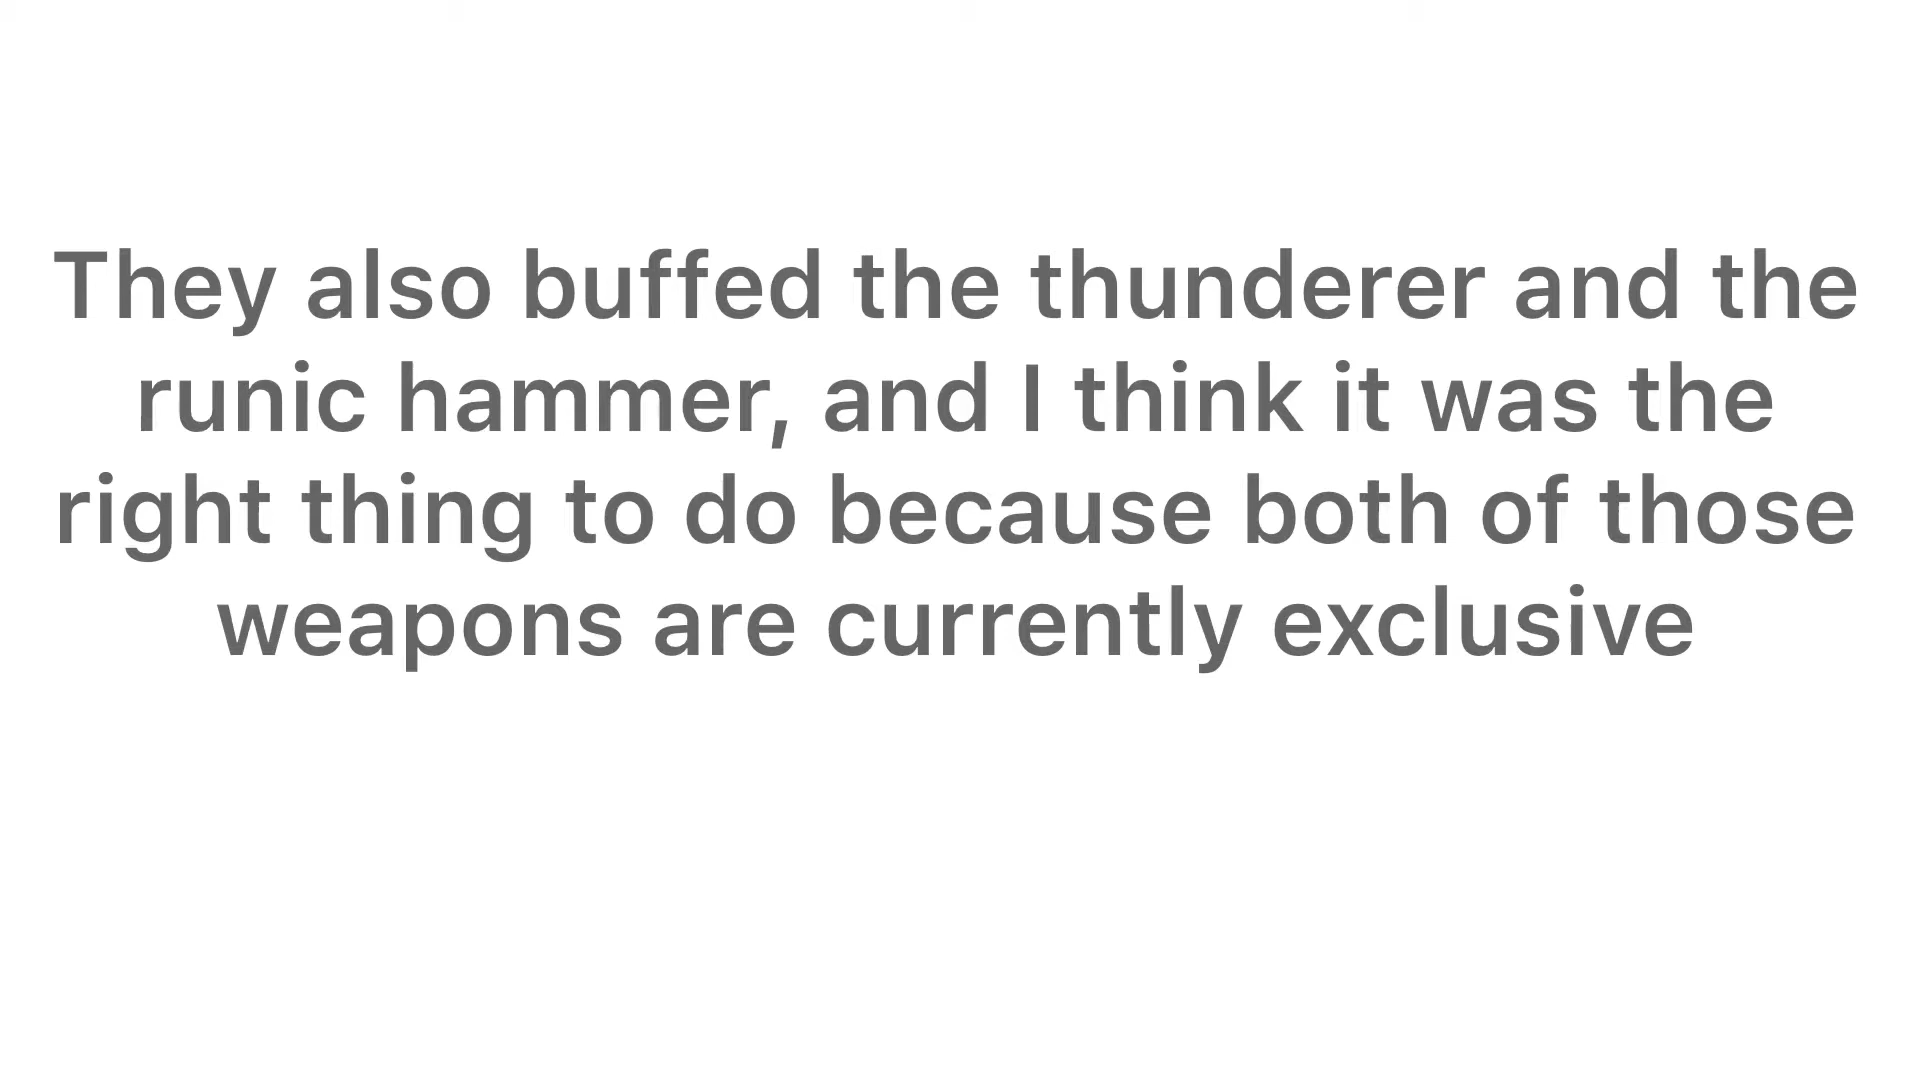 They also buffed the thunderer and the
runic hammer, and I think it was the
right thing to do because both of those
weapons are currently exclusive